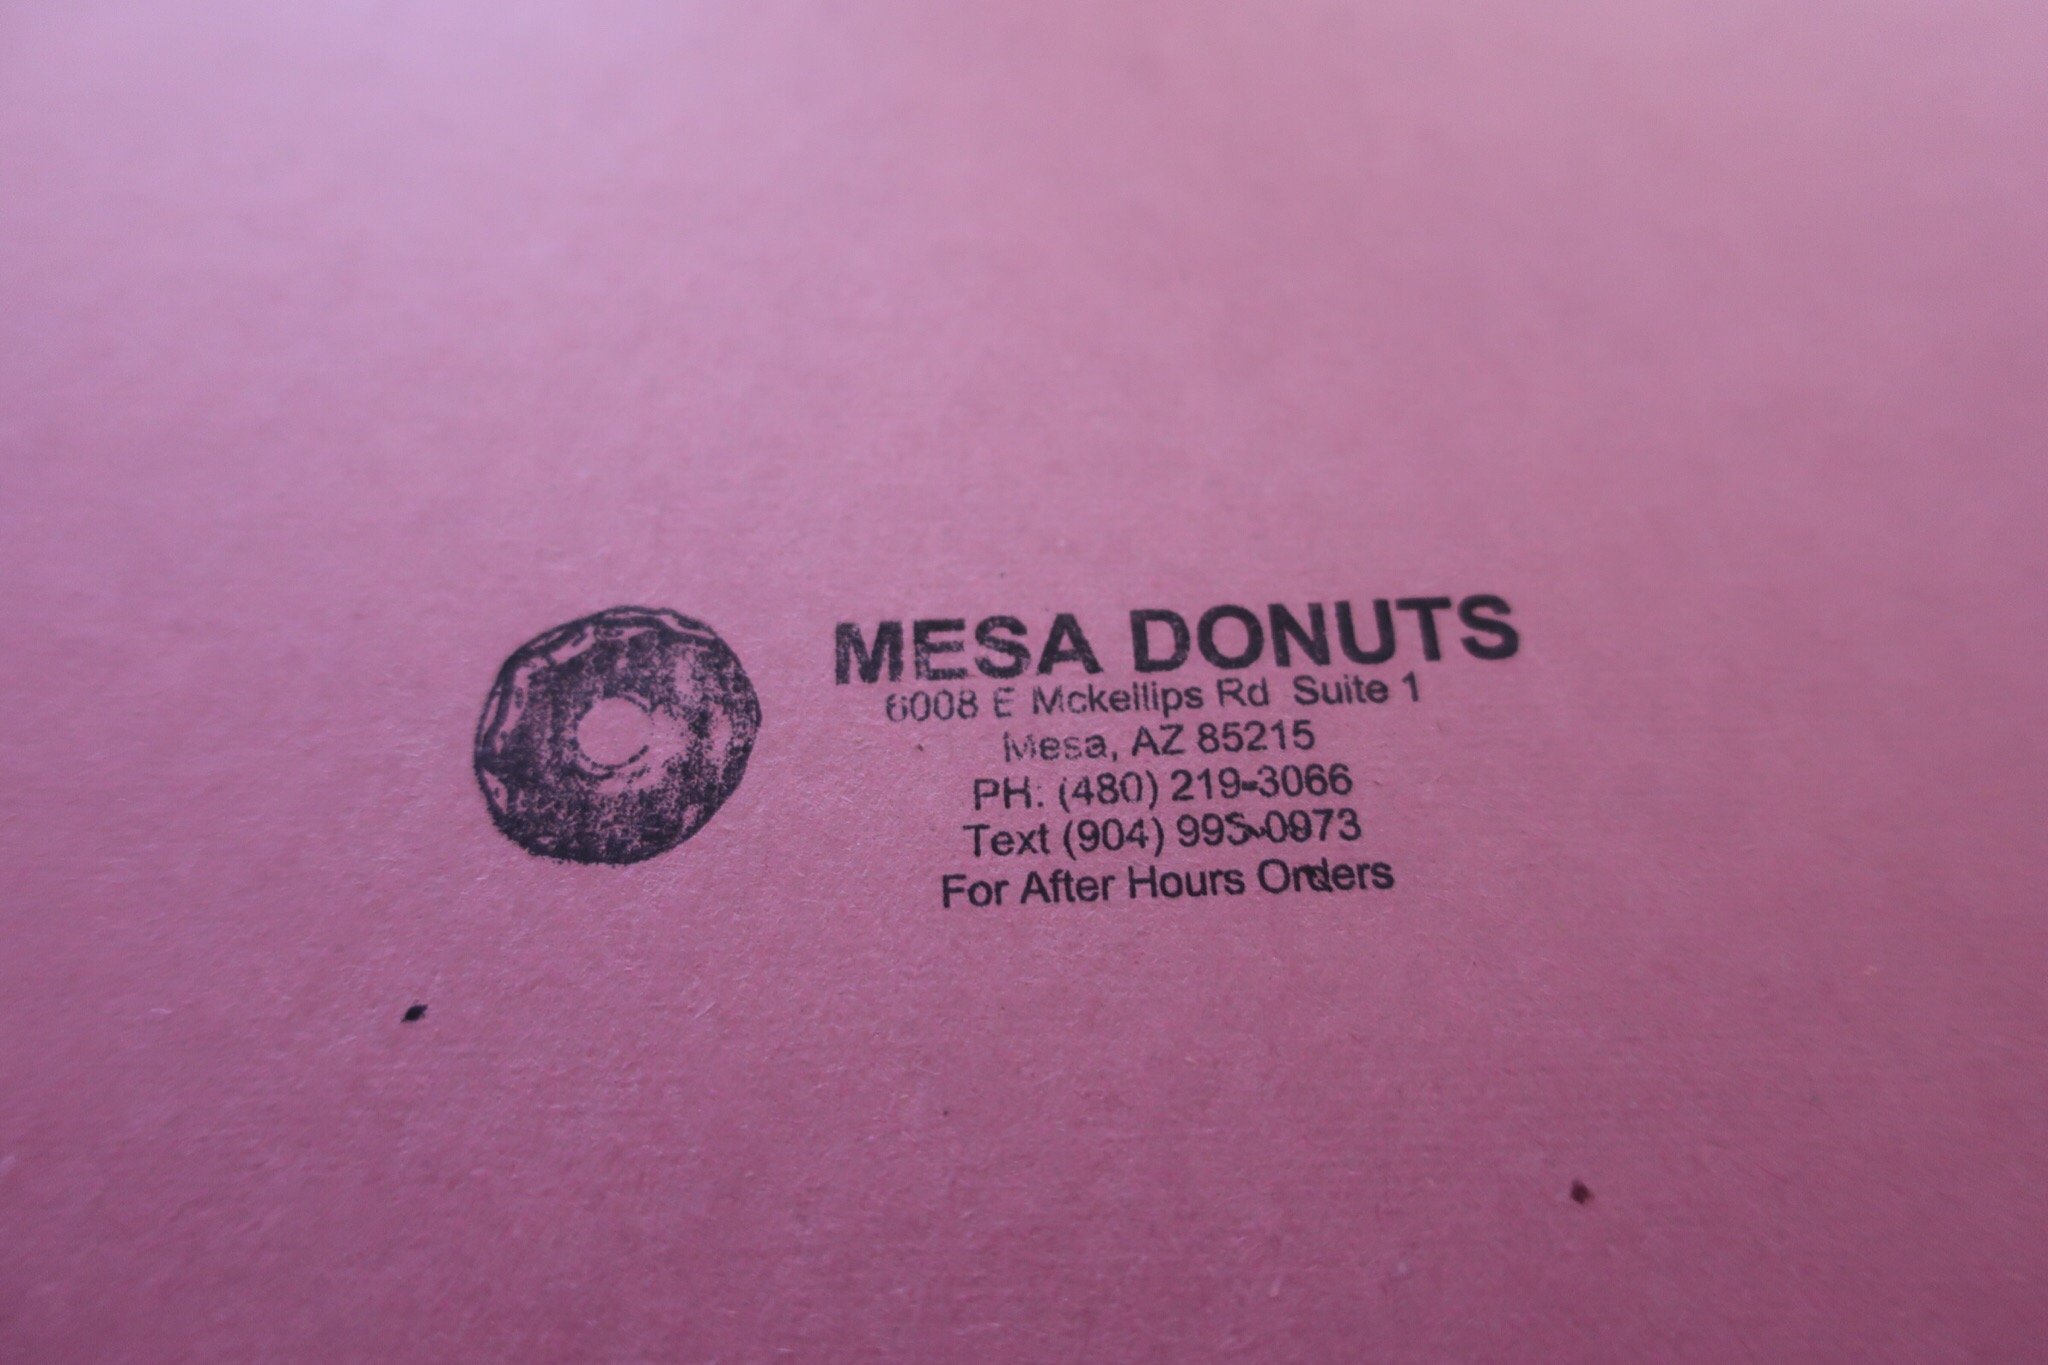 MESA DONUTS
6008 E Mckellips Rd Suite 1
Mesa, AZ 85215
PH: (480) 219-3066
Text (904) 995-0973
For After Hours Orders